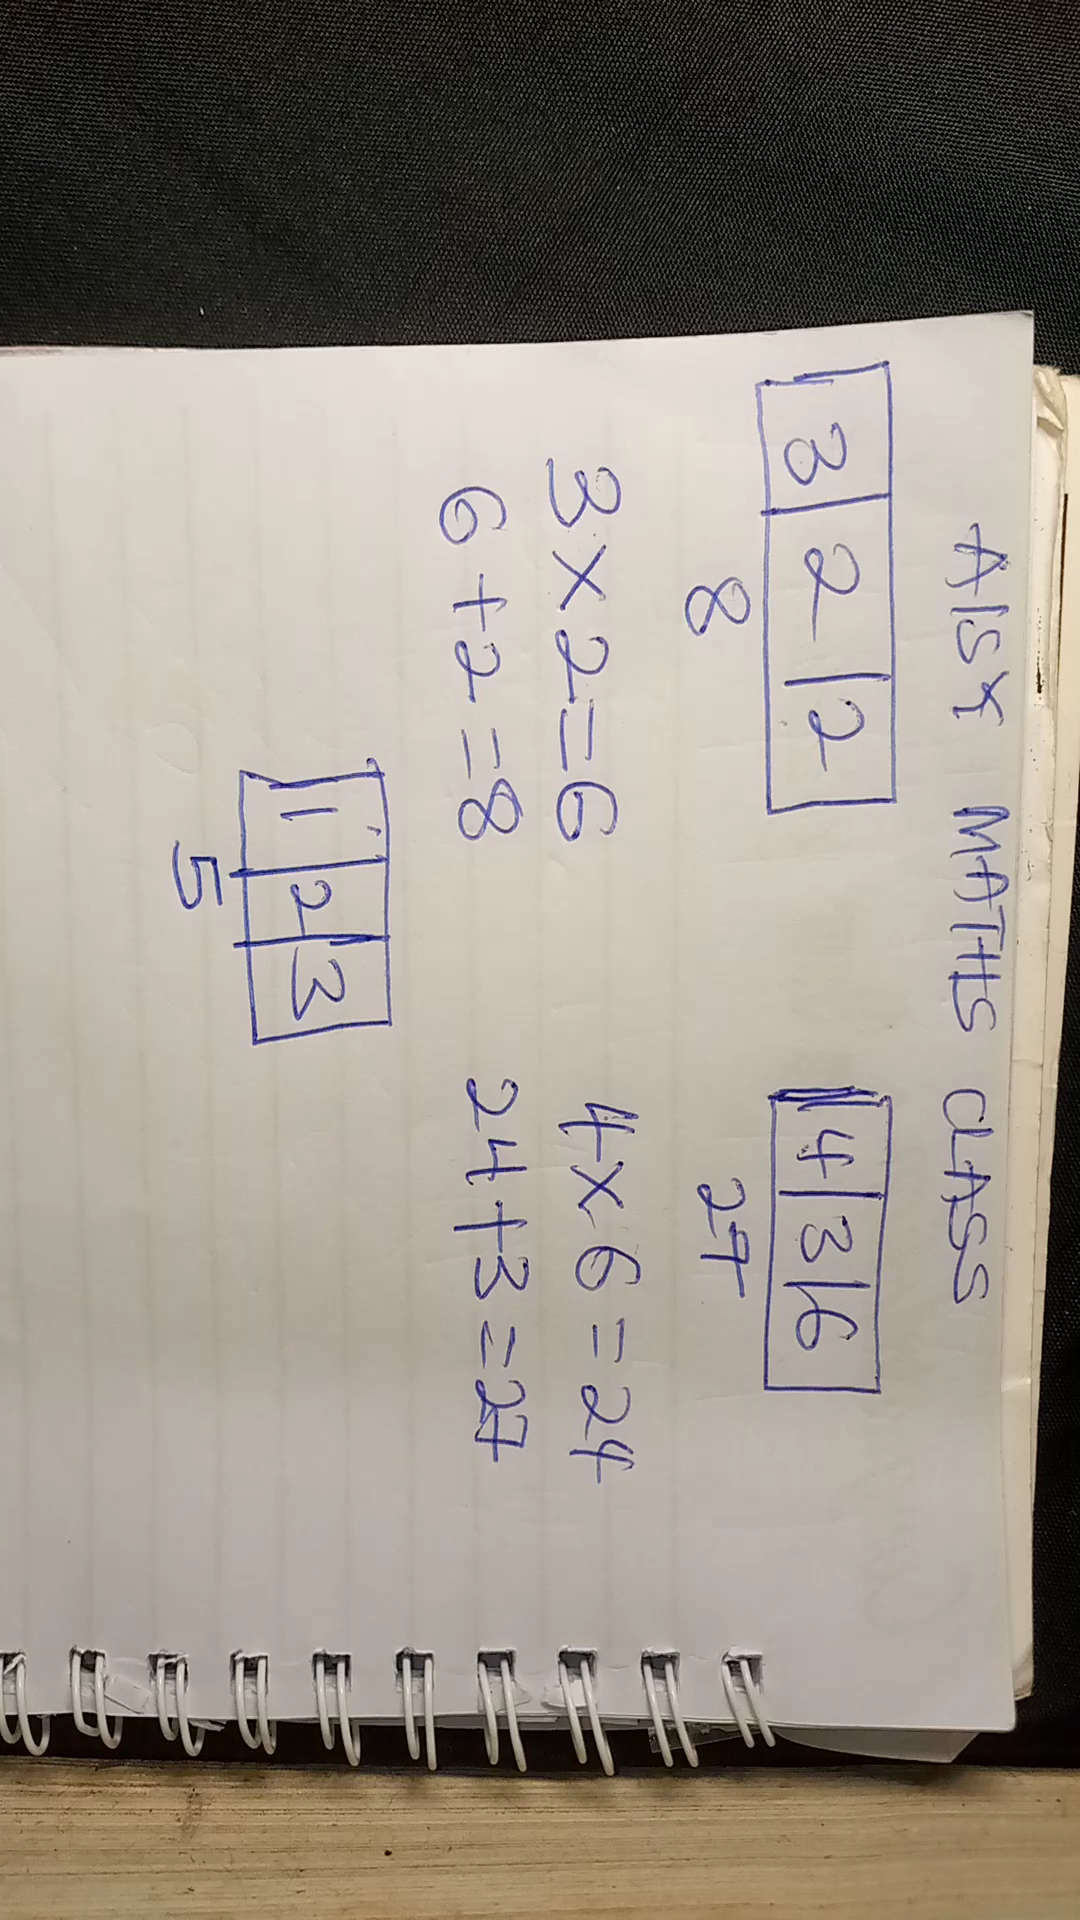 AISY MATHS CLASS
3 2 2 4 3 6
8 27
3 × 2 = 6 4 × 6 = 24
6 + 2 = 8 24 + 3 = 27
1 2 3
5